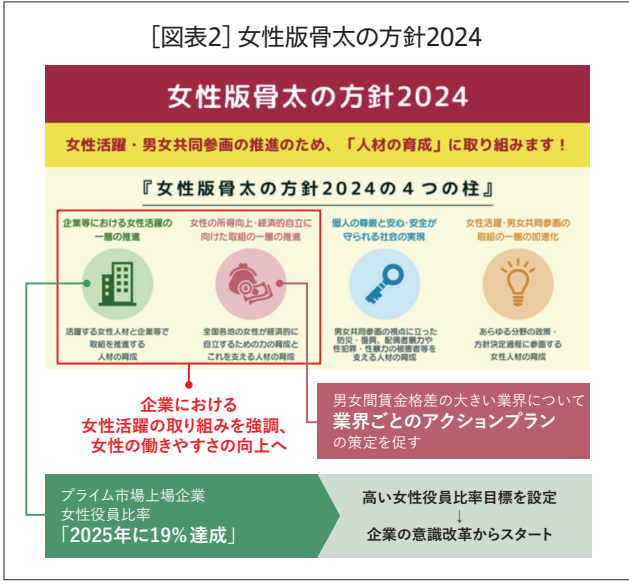 [図表2] 女性版骨太の方針2024
女性版骨太の方針2024
女性活躍・男女共同参画の推進のため、「人材の育成」に取り組みます！
『女性版骨太の方針2024の４つの柱』
企業等における女性活躍の
一層の推進
活躍する女性人材と企業等で
取組を推進する
人材の育成
女性の所得向上・経済的自立に
向けた取組の一層の推進
全国各地の女性が経済的に
自立するための力の育成と
これを支える人材の育成
個人の尊厳と安心・安全が
守られる社会の実現
男女共同参画の視点に立った
防災・復興、配偶者暴力や
性犯罪・性暴力の被害者等を
支える人材の育成
女性活躍・男女共同参画の
取組の一層の加速化
あらゆる分野の政策・
方針決定過程に参画する
女性人材の育成
企業における
女性活躍の取り組みを強調、
女性の働きやすさの向上へ
男女間賃金格差の大きい業界について
業界ごとのアクションプラン
の策定を促す
プライム市場上場企業
女性役員比率
「2025年に19%達成」
高い女性役員比率目標を設定
↓
企業の意識改革からスタート